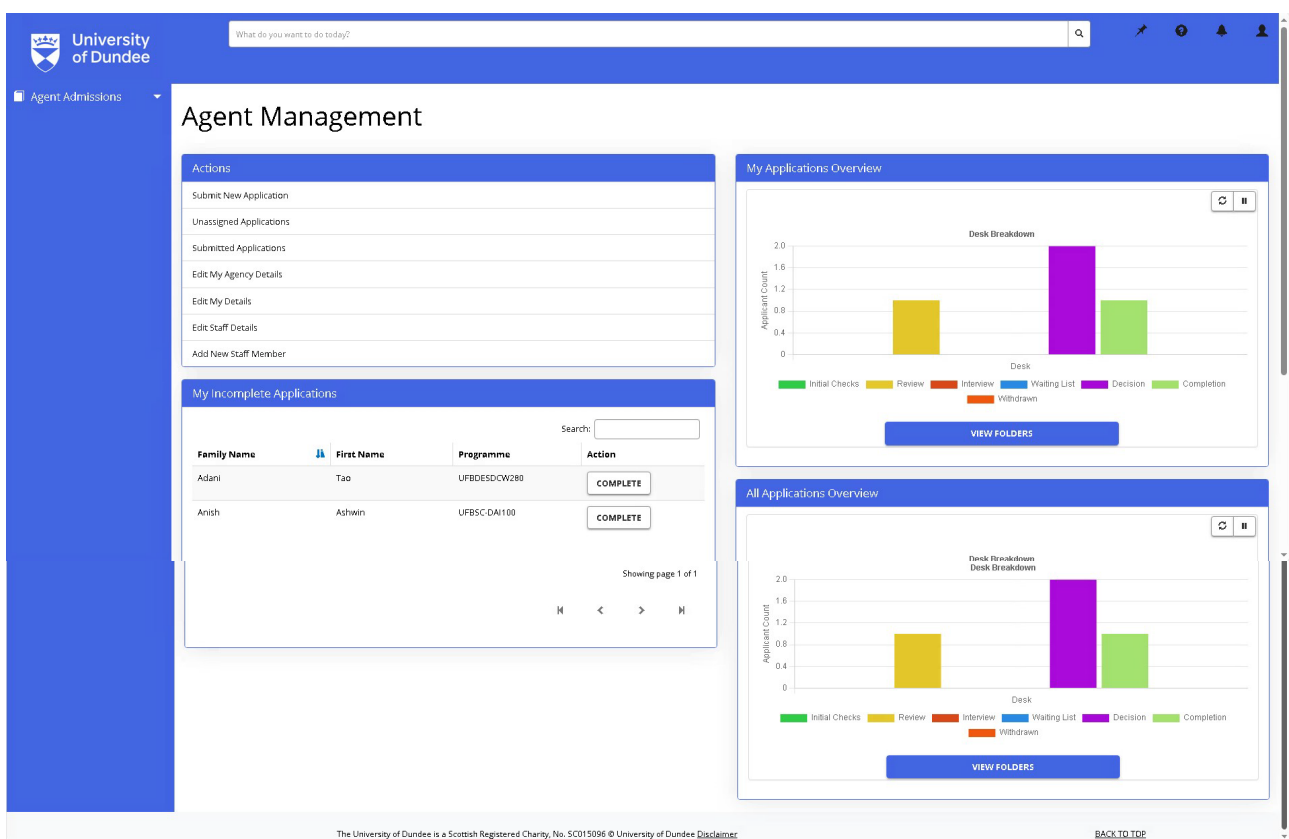 University
of Dundee
What do you want to do today?
Agent Admissions
Agent Management
Actions
Submit New Application
Unassigned Applications
Submitted Applications
Edit My Agency Details
Edit My Details
Edit Staff Details
Add New Staff Member
My Incomplete Applications
Search:
Family Name First Name Programme Action
Adani Tao UFBDESDCW280 COMPLETE
Anish Ashwin UFBSC-DAI100 COMPLETE
Showing page 1 of 1
My Applications Overview
Desk Breakdown
2.0
1.6
1.2
0.8
0.4
0
Applicant Count
Desk
Initial Checks Review Interview Waiting List Decision Completion
Withdrawn
VIEW FOLDERS
All Applications Overview
Desk Breakdown
Desk Breakdown
2.0
1.6
1.2
0.8
0.4
0
Applicant Count
Desk
Initial Checks Review Interview Waiting List Decision Completion
Withdrawn
VIEW FOLDERS
The University of Dundee is a Scottish Registered Charity, No. SC015096 © University of Dundee Disclaimer
BACK TO TOP